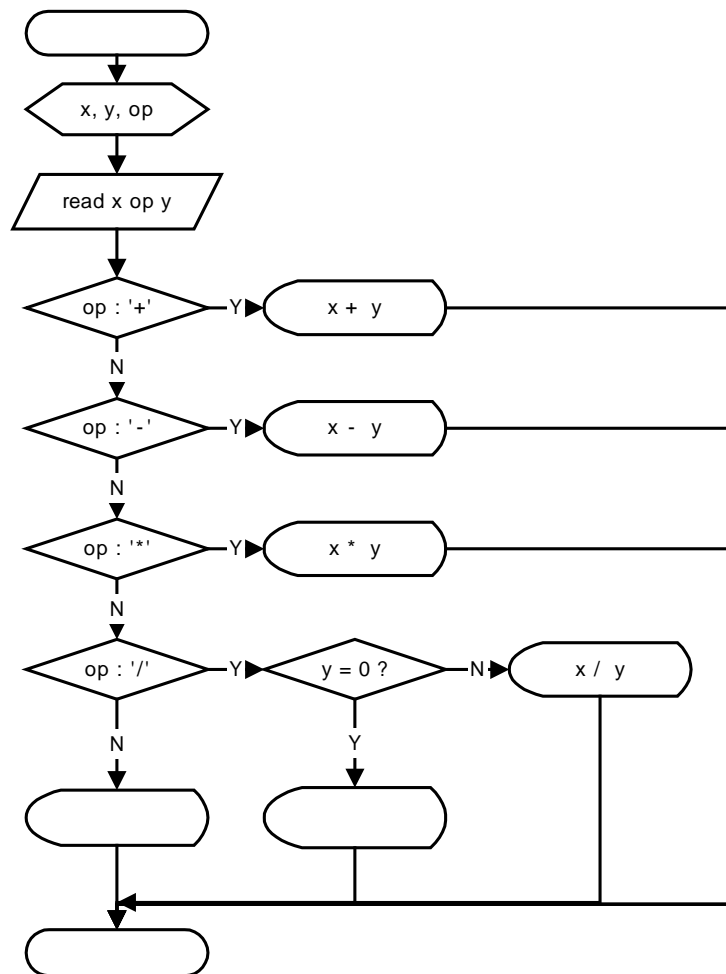 x, y, op
read x op y
op : '+'
Y
x + y
N
op : '-'
Y
x - y
N
op : '*'
Y
x * y
N
op : '/'
Y
y = 0 ?
N
x / y
N
Y